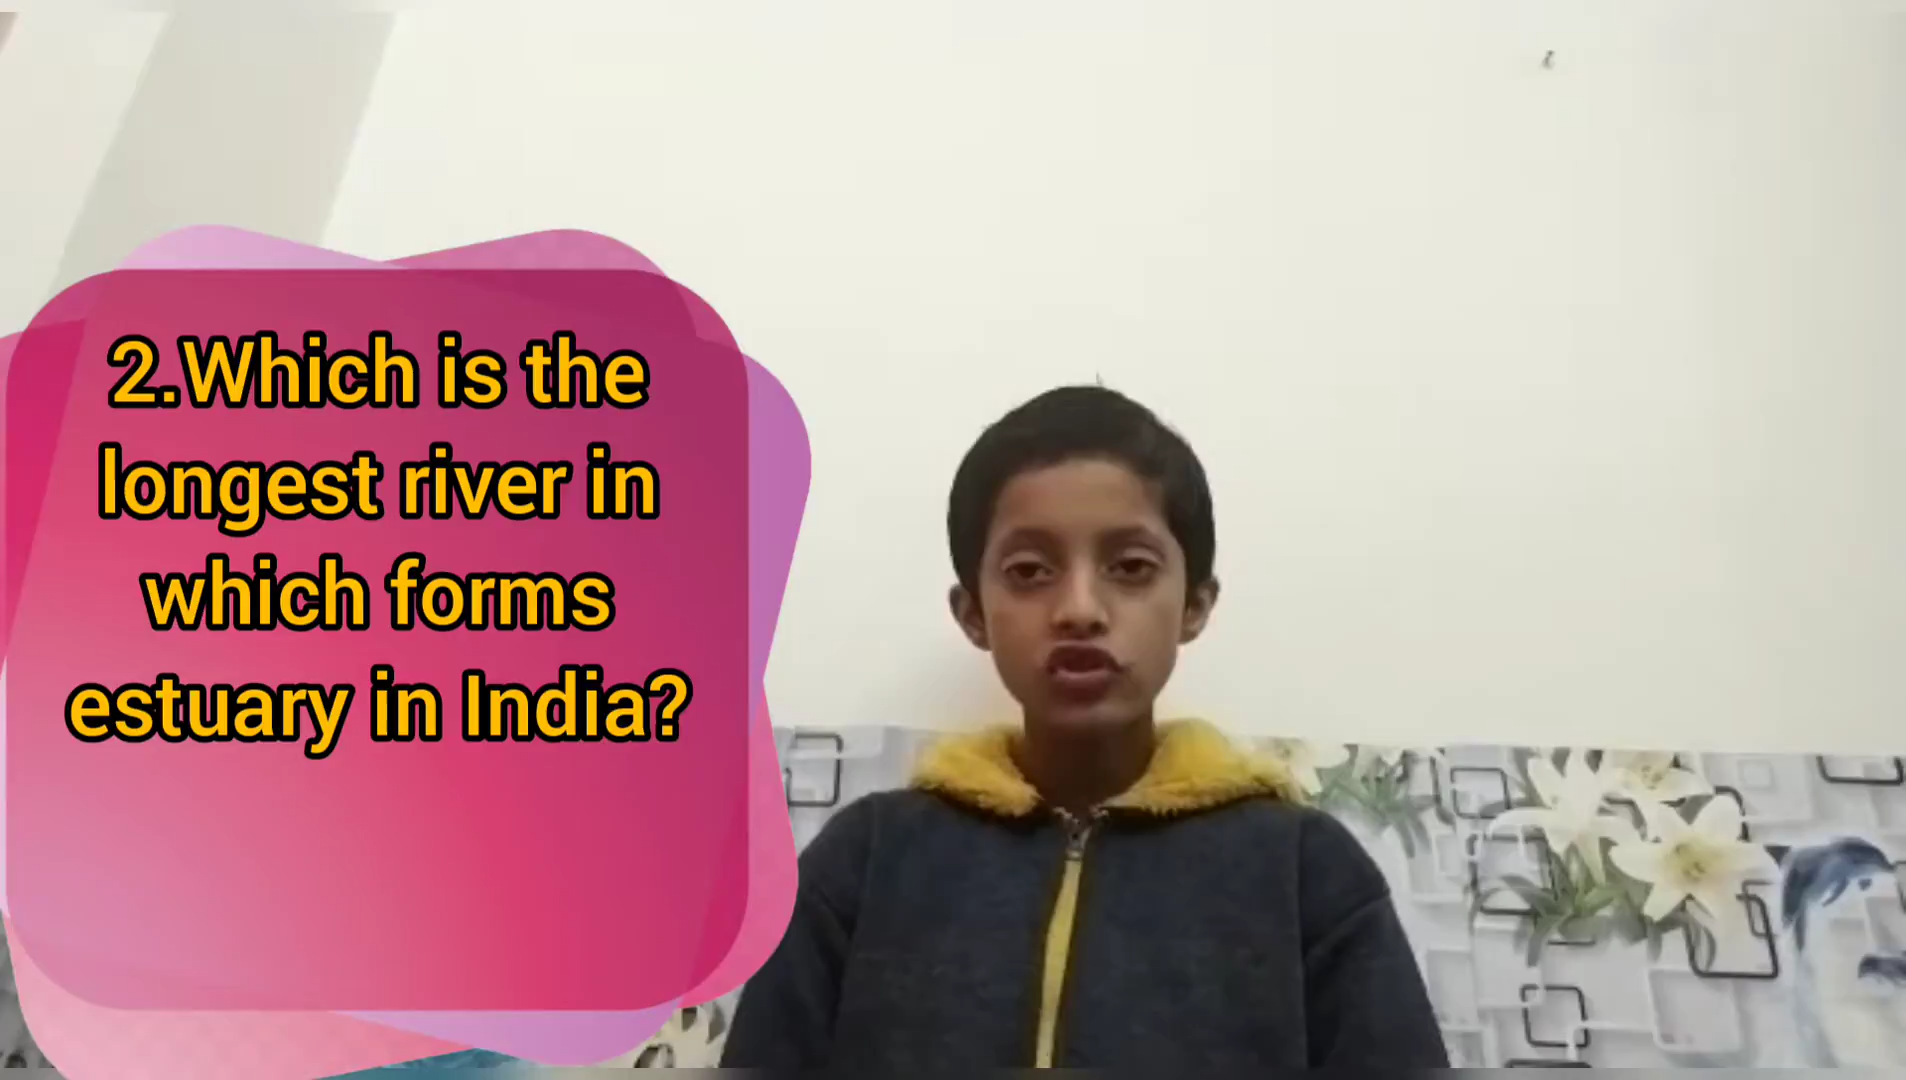 2.Which is the
longest river in
which forms
estuary in India?